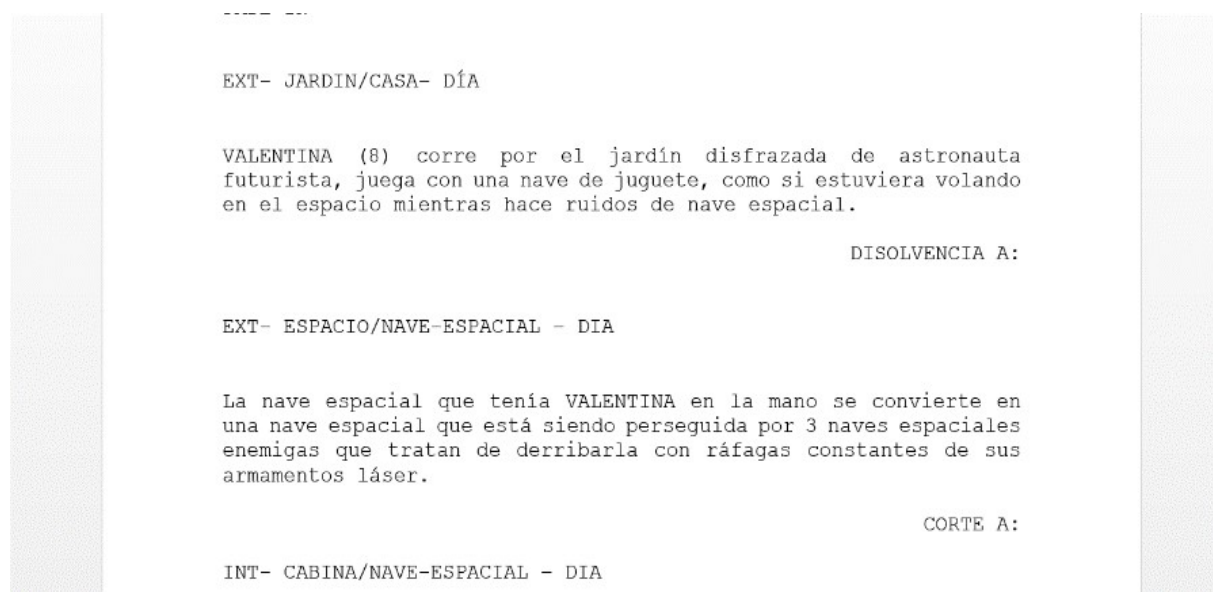 EXT- JARDIN/CASA- DÍA
VALENTINA (8) corre por el jardín disfrazada de astronauta
futurista, juega con una nave de juguete, como si estuviera volando
en el espacio mientras hace ruidos de nave espacial.
DISOLVENCIA A:
EXT- ESPACIO/NAVE-ESPACIAL - DIA
La nave espacial que tenía VALENTINA en la mano se convierte en
una nave espacial que está siendo perseguida por 3 naves espaciales
enemigas que tratan de derribarla con ráfagas constantes de sus
armamentos láser.
CORTE A:
INT- CABINA/NAVE-ESPACIAL - DIA